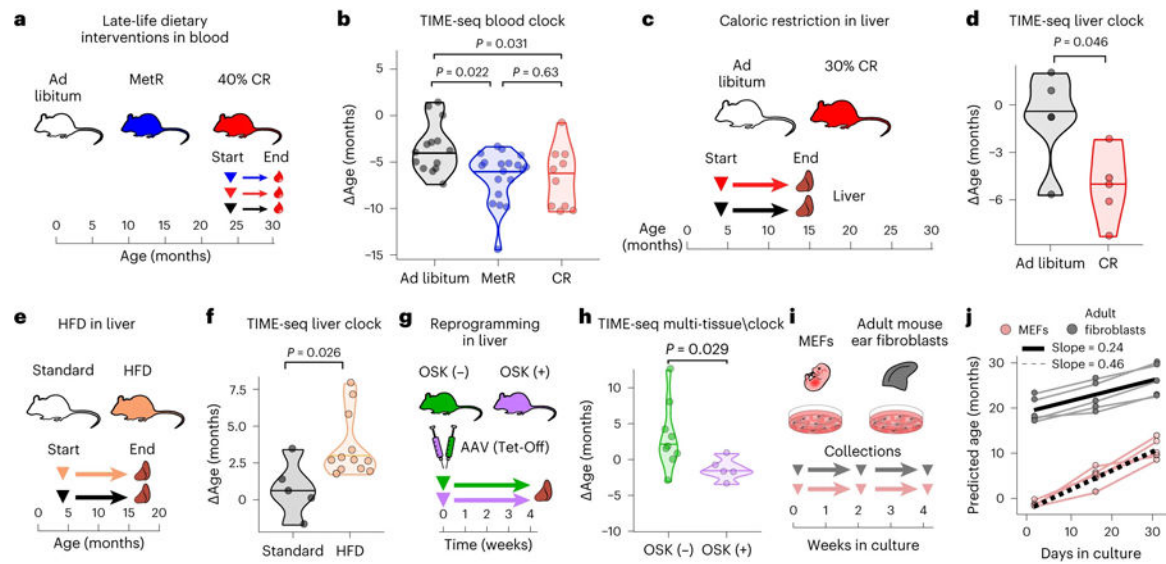 a
Late-life dietary
interventions in blood
Ad
libitum
MetR
40% CR
Start
End
0 5 10 15 20 25 30
Age (months)
b
TIME-seq blood clock
P = 0.031
P = 0.022
P = 0.63
ΔAge (months)
5
0
−5
−10
−15
Ad libitum
MetR
CR
c
Caloric restriction in liver
Ad
libitum
30% CR
Start
End
Liver
Age
(months)
0 5 10 15 20 25 30
d
TIME-seq liver clock
P = 0.046
ΔAge (months)
0
−6
Ad libitum
CR
e
HFD in liver
Standard
HFD
Start
End
0 5 10 15 20
Age (months)
f
TIME-seq liver clock
P = 0.026
ΔAge (months)
7.5
5.0
2.5
0
Standard
HFD
g
Reprogramming
in liver
OSK (−)
OSK (+)
AAV (Tet-Off)
0 1 2 3 4
Time (weeks)
h
TIME-seq multi-tissue\clock
P = 0.029
ΔAge (months)
10
5
0
−5
−10
OSK (−)
OSK (+)
i
MEFs
Adult mouse
ear fibroblasts
Collections
0 1 2 3 4
Weeks in culture
j
MEFs
Adult
fibroblasts
Slope = 0.24
Slope = 0.46
Predicted age (months)
30
20
10
0
0 10 20 30
Days in culture